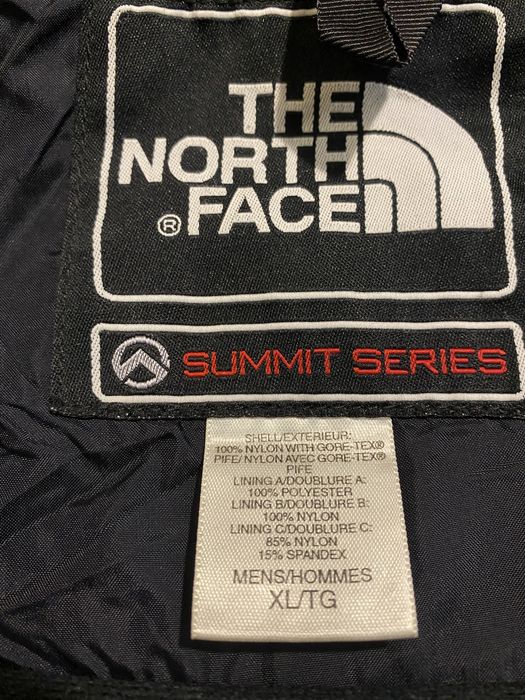 THE
NORTH
® FACE
SUMMIT SERIES
SHELL/EXTERIEUR:
100% NYLON WITH GORE-TEX®
PIFE/ NYLON AVEC GORE-TEX®
PIFE
LINING A/DOUBLURE A:
100% POLYESTER
LINING B/DOUBLURE B:
100% NYLON
LINING C/DOUBLURE C:
85% NYLON
15% SPANDEX
MENS/HOMMES
XL/TG